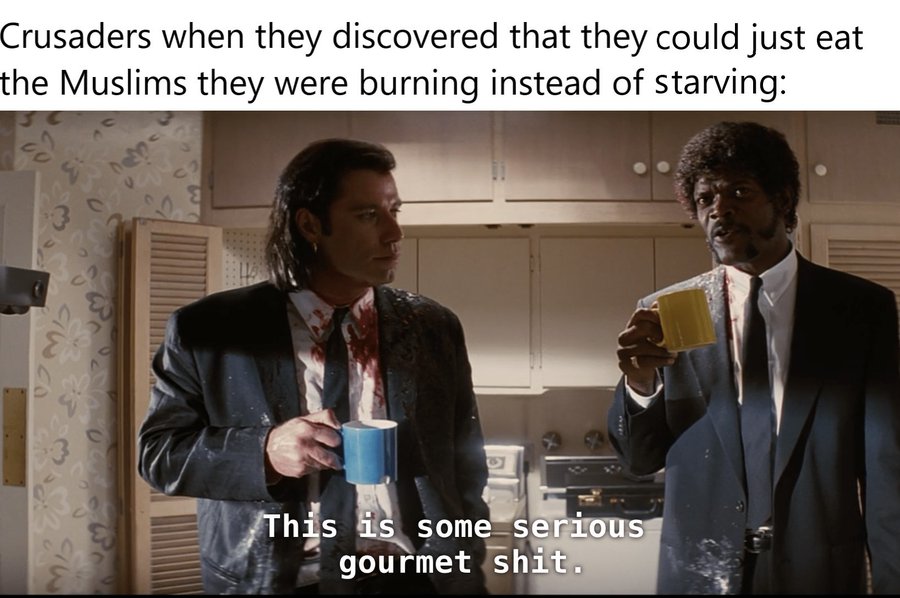 Crusaders when they discovered that they could just eat
the Muslims they were burning instead of starving:
This is some serious
gourmet shit.